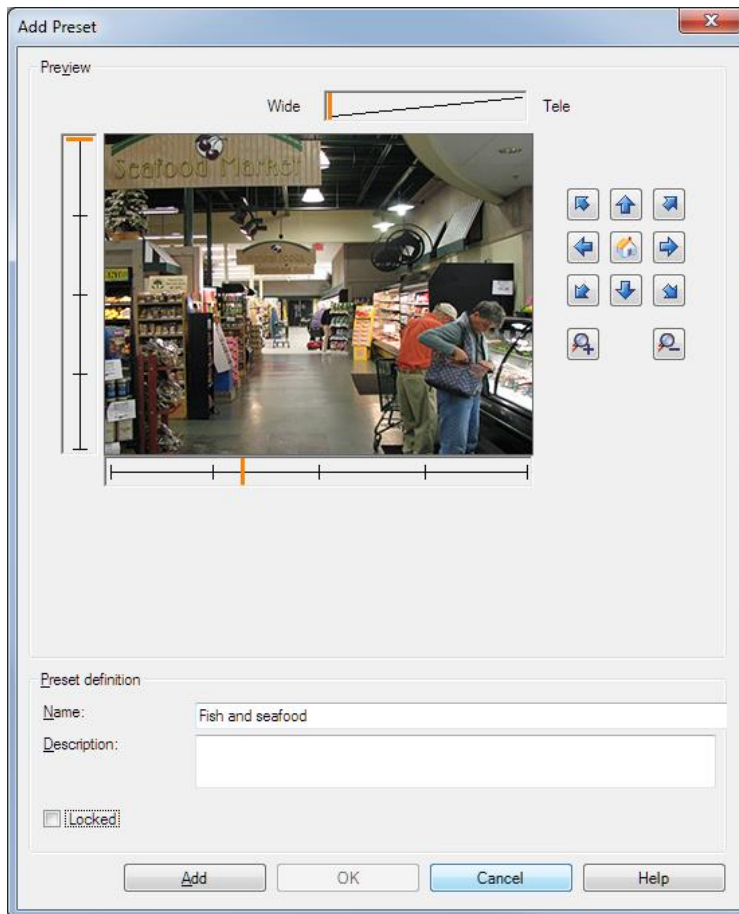 Add Preset
Preview
Wide
Tele
Seafood Market
Preset definition
Name:
Fish and seafood
Description:
Locked
Add
OK
Cancel
Help